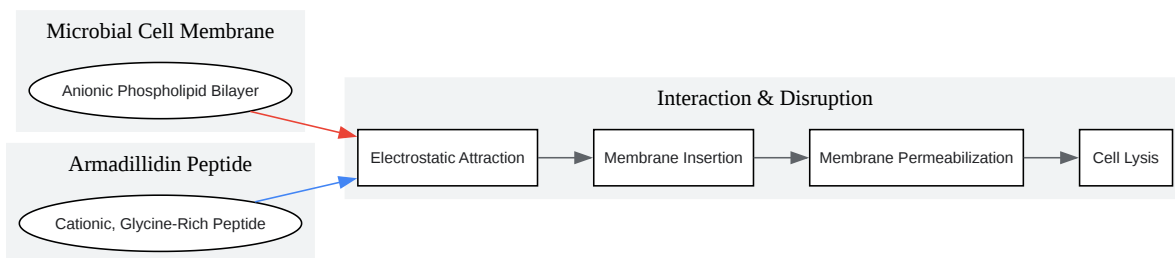 Microbial Cell Membrane
Anionic Phospholipid Bilayer
Armadillidin Peptide
Cationic, Glycine-Rich Peptide
Interaction & Disruption
Electrostatic Attraction
Membrane Insertion
Membrane Permeabilization
Cell Lysis